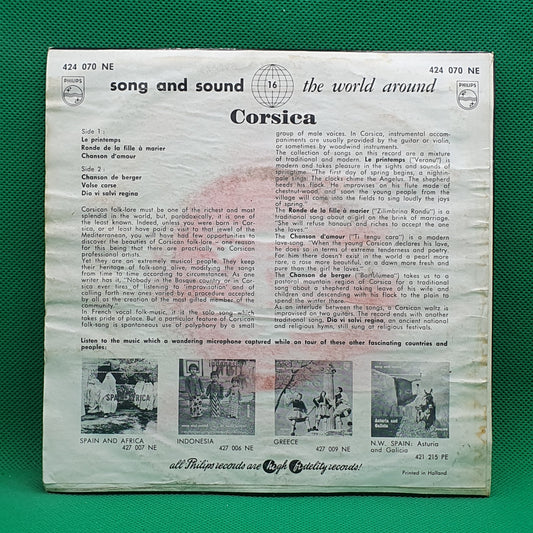 424 070 NE
424 070 NE
PHILIPS
PHILIPS
song and sound 16 the world around
Corsica
Side 1 :
Le printemps
Ronde de la fille à marier
Chanson d'amour
Side 2 :
Chanson de berger
Valse corse
Dio vi salvi regina
Corsican folk-lore must be one of the richest and most
splendid in the world, but, paradoxically, it is one of
the least known. Indeed, unless you were born in Cor-
sica, or at least have paid a visit to that jewel of the
Mediterranean, you will have had few opportunities to
discover the beauties of Corsican folk-lore – one reason
for this being that there are practically no Corsican
professional artists.
Yet they are an extremely musical people. They keep
their heritage of folk-song alive, modifying the songs
from time to time according to circumstances. As one
writer has it, "Nobody in the Basque country or in Cor-
sica ever tires of listening to improvisation" and of
calling forth new ones varied by a procedure accepted
by all as the creation of the most gifted member of the
community."
In French vocal folk-music, it is the solo song which
takes pride of place. But a particular feature of Corsican
folk-song is spontaneous use of polyphony by a small
group of male voices. In Corsica, instrumental accom-
paniments are usually provided by the guitar or violin,
or sometimes by woodwind instruments.
The collection of songs on this record are a mixture
of traditional and modern. Le printemps ("Veranu") is
modern and takes pleasure in the sights and sounds of
springtime. "The first day of spring begins, a nightin-
gale sings. The clocks chime the Angelus. The shepherd
heeds his flock. He improvises on his flute made of
chestnut-wood, and soon the young people from the
village will come into the fields to sing loudly the joys
of spring."
The Ronde de la fille à marier ("Zilimbrina Rundu") is a
traditional song about a girl on the brink of marriage.
"She will refuse honours and riches to accept the one
she loves."
The Chanson d'amour ("Ti tengu cara") is a modern
love-song. "When the young Corsican declares his love,
he does so in terms of extreme tenderness and poetry.
For him there doesn't exist in the world a pearl more
rare, a rose more beautiful, or a dawn more fresh and
pure than the girl he loves."
The Chanson de berger ("Bartulumeu") takes us to a
pastoral mountain region of Corsica for a traditional
song about a shepherd taking leave of his wife and
children and descending with his flock to the plain to
spend the winter there.
As an interlude between the songs, a Corsican waltz is
improvised on two guitars. The record ends with another
traditional song, Dio vi salvi regina, an ancient national
and religious hymn, still sung at religious festivals.
Listen to the music which a wandering microphone captured while on tour of these other fascinating countries and
peoples:
SPAIN AND AFRICA
427 007 NE
INDONESIA
427 006 NE
GREECE
427 009 NE
N.W. SPAIN: Asturia
and Galicia
421 215 PE
all Philips records are high fidelity records!
Printed in Holland